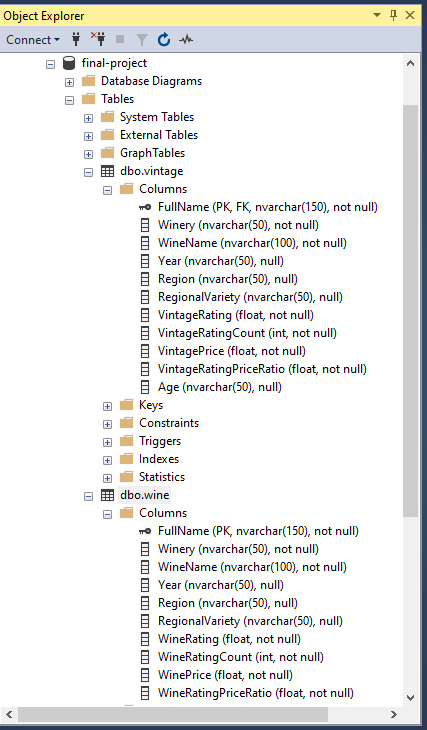 Object Explorer
Connect
final-project
Database Diagrams
Tables
System Tables
External Tables
GraphTables
dbo.vintage
Columns
FullName (PK, FK, nvarchar(150), not null)
Winery (nvarchar(50), not null)
WineName (nvarchar(100), not null)
Year (nvarchar(50), null)
Region (nvarchar(50), null)
RegionalVariety (nvarchar(50), null)
VintageRating (float, not null)
VintageRatingCount (int, not null)
VintagePrice (float, not null)
VintageRatingPriceRatio (float, not null)
Age (nvarchar(50), null)
Keys
Constraints
Triggers
Indexes
Statistics
dbo.wine
Columns
FullName (PK, nvarchar(150), not null)
Winery (nvarchar(50), not null)
WineName (nvarchar(100), not null)
Year (nvarchar(50), null)
Region (nvarchar(50), null)
RegionalVariety (nvarchar(50), null)
WineRating (float, not null)
WineRatingCount (int, not null)
WinePrice (float, not null)
WineRatingPriceRatio (float, not null)